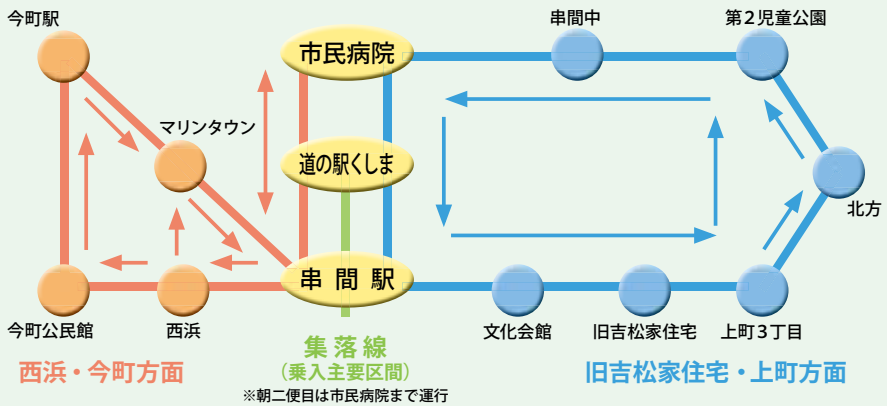 今町駅
市民病院
串間中
第２児童公園
マリンタウン
道の駅くしま
北方
串間駅
今町公民館
西浜
文化会館
旧吉松家住宅
上町３丁目
西浜・今町方面
集落線
（乗入主要区間）
※朝二便目は市民病院まで運行
旧吉松家住宅・上町方面